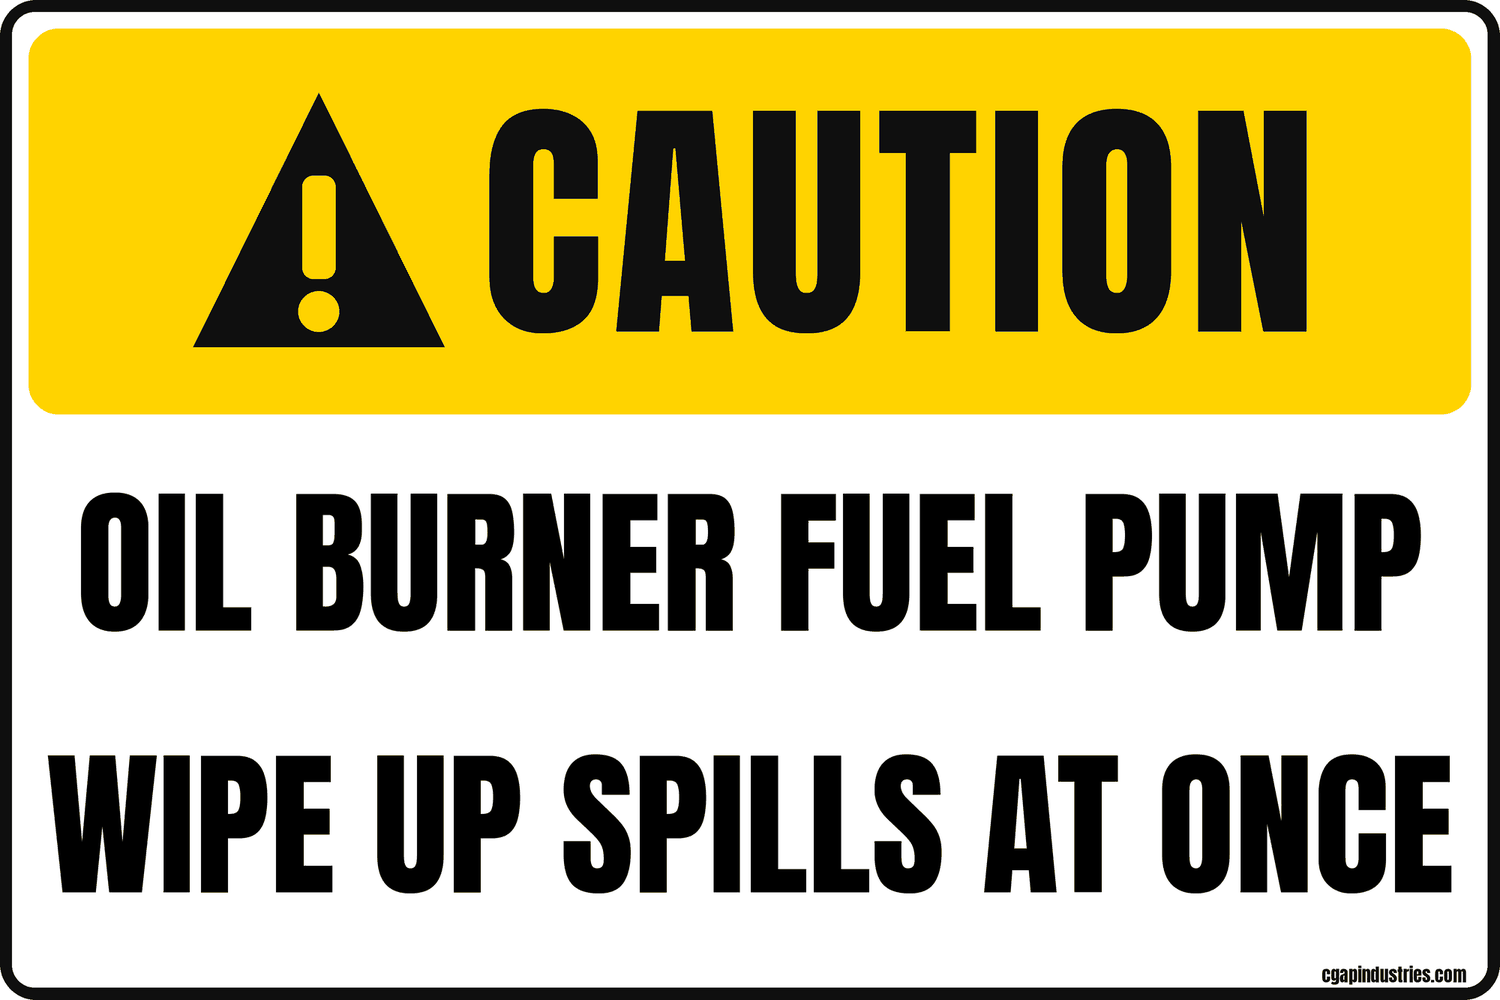 CAUTION
OIL BURNER FUEL PUMP
WIPE UP SPILLS AT ONCE
cgapindustries.com